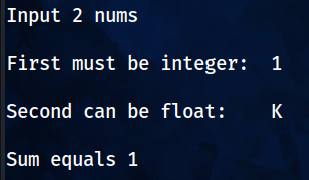 Input 2 nums
First must be integer:  1
Second can be float:    K
Sum equals 1